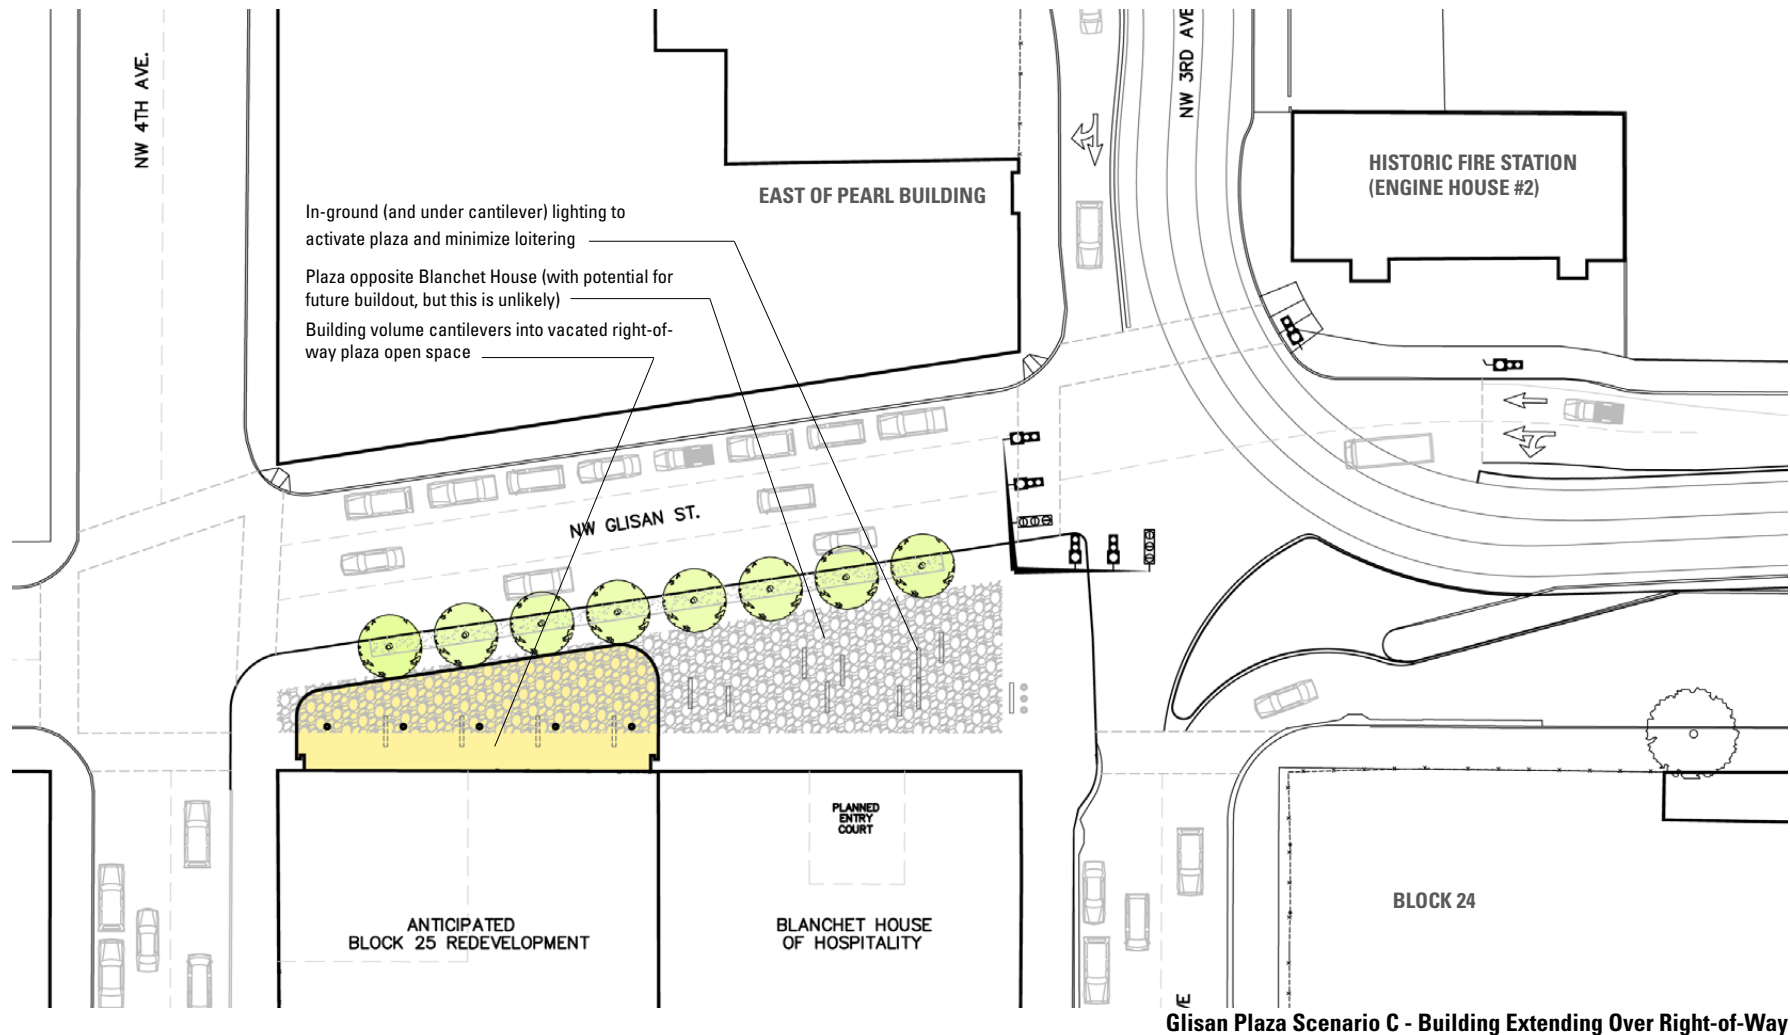 NW 4TH AVE.
NW 3RD AVE
HISTORIC FIRE STATION
(ENGINE HOUSE #2)
EAST OF PEARL BUILDING
In-ground (and under cantilever) lighting to
activate plaza and minimize loitering
Plaza opposite Blanchet House (with potential for
future buildout, but this is unlikely)
Building volume cantilevers into vacated right-of-
way plaza open space
NW GLISAN ST.
PLANNED
ENTRY
COURT
ANTICIPATED
BLOCK 25 REDEVELOPMENT
BLANCHET HOUSE
OF HOSPITALITY
BLOCK 24
VE
Glisan Plaza Scenario C - Building Extending Over Right-of-Way